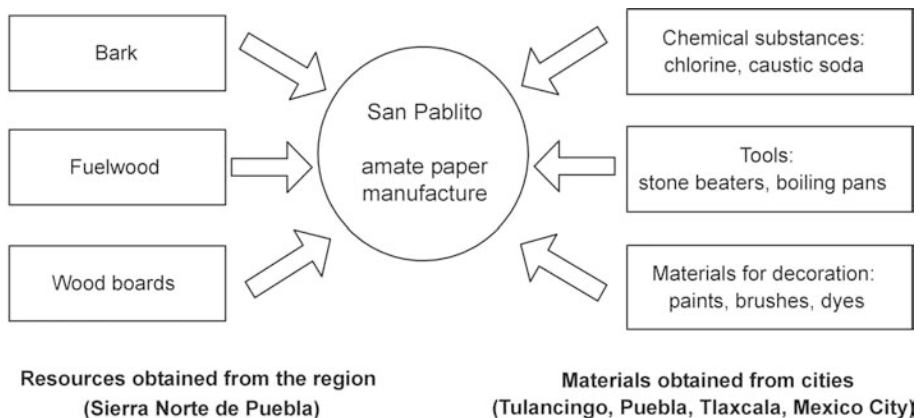 Bark
Fuelwood
Wood boards
San Pablito
amate paper
manufacture
Chemical substances:
chlorine, caustic soda
Tools:
stone beaters, boiling pans
Materials for decoration:
paints, brushes, dyes
Resources obtained from the region
(Sierra Norte de Puebla)
Materials obtained from cities
(Tulancingo, Puebla, Tlaxcala, Mexico City)